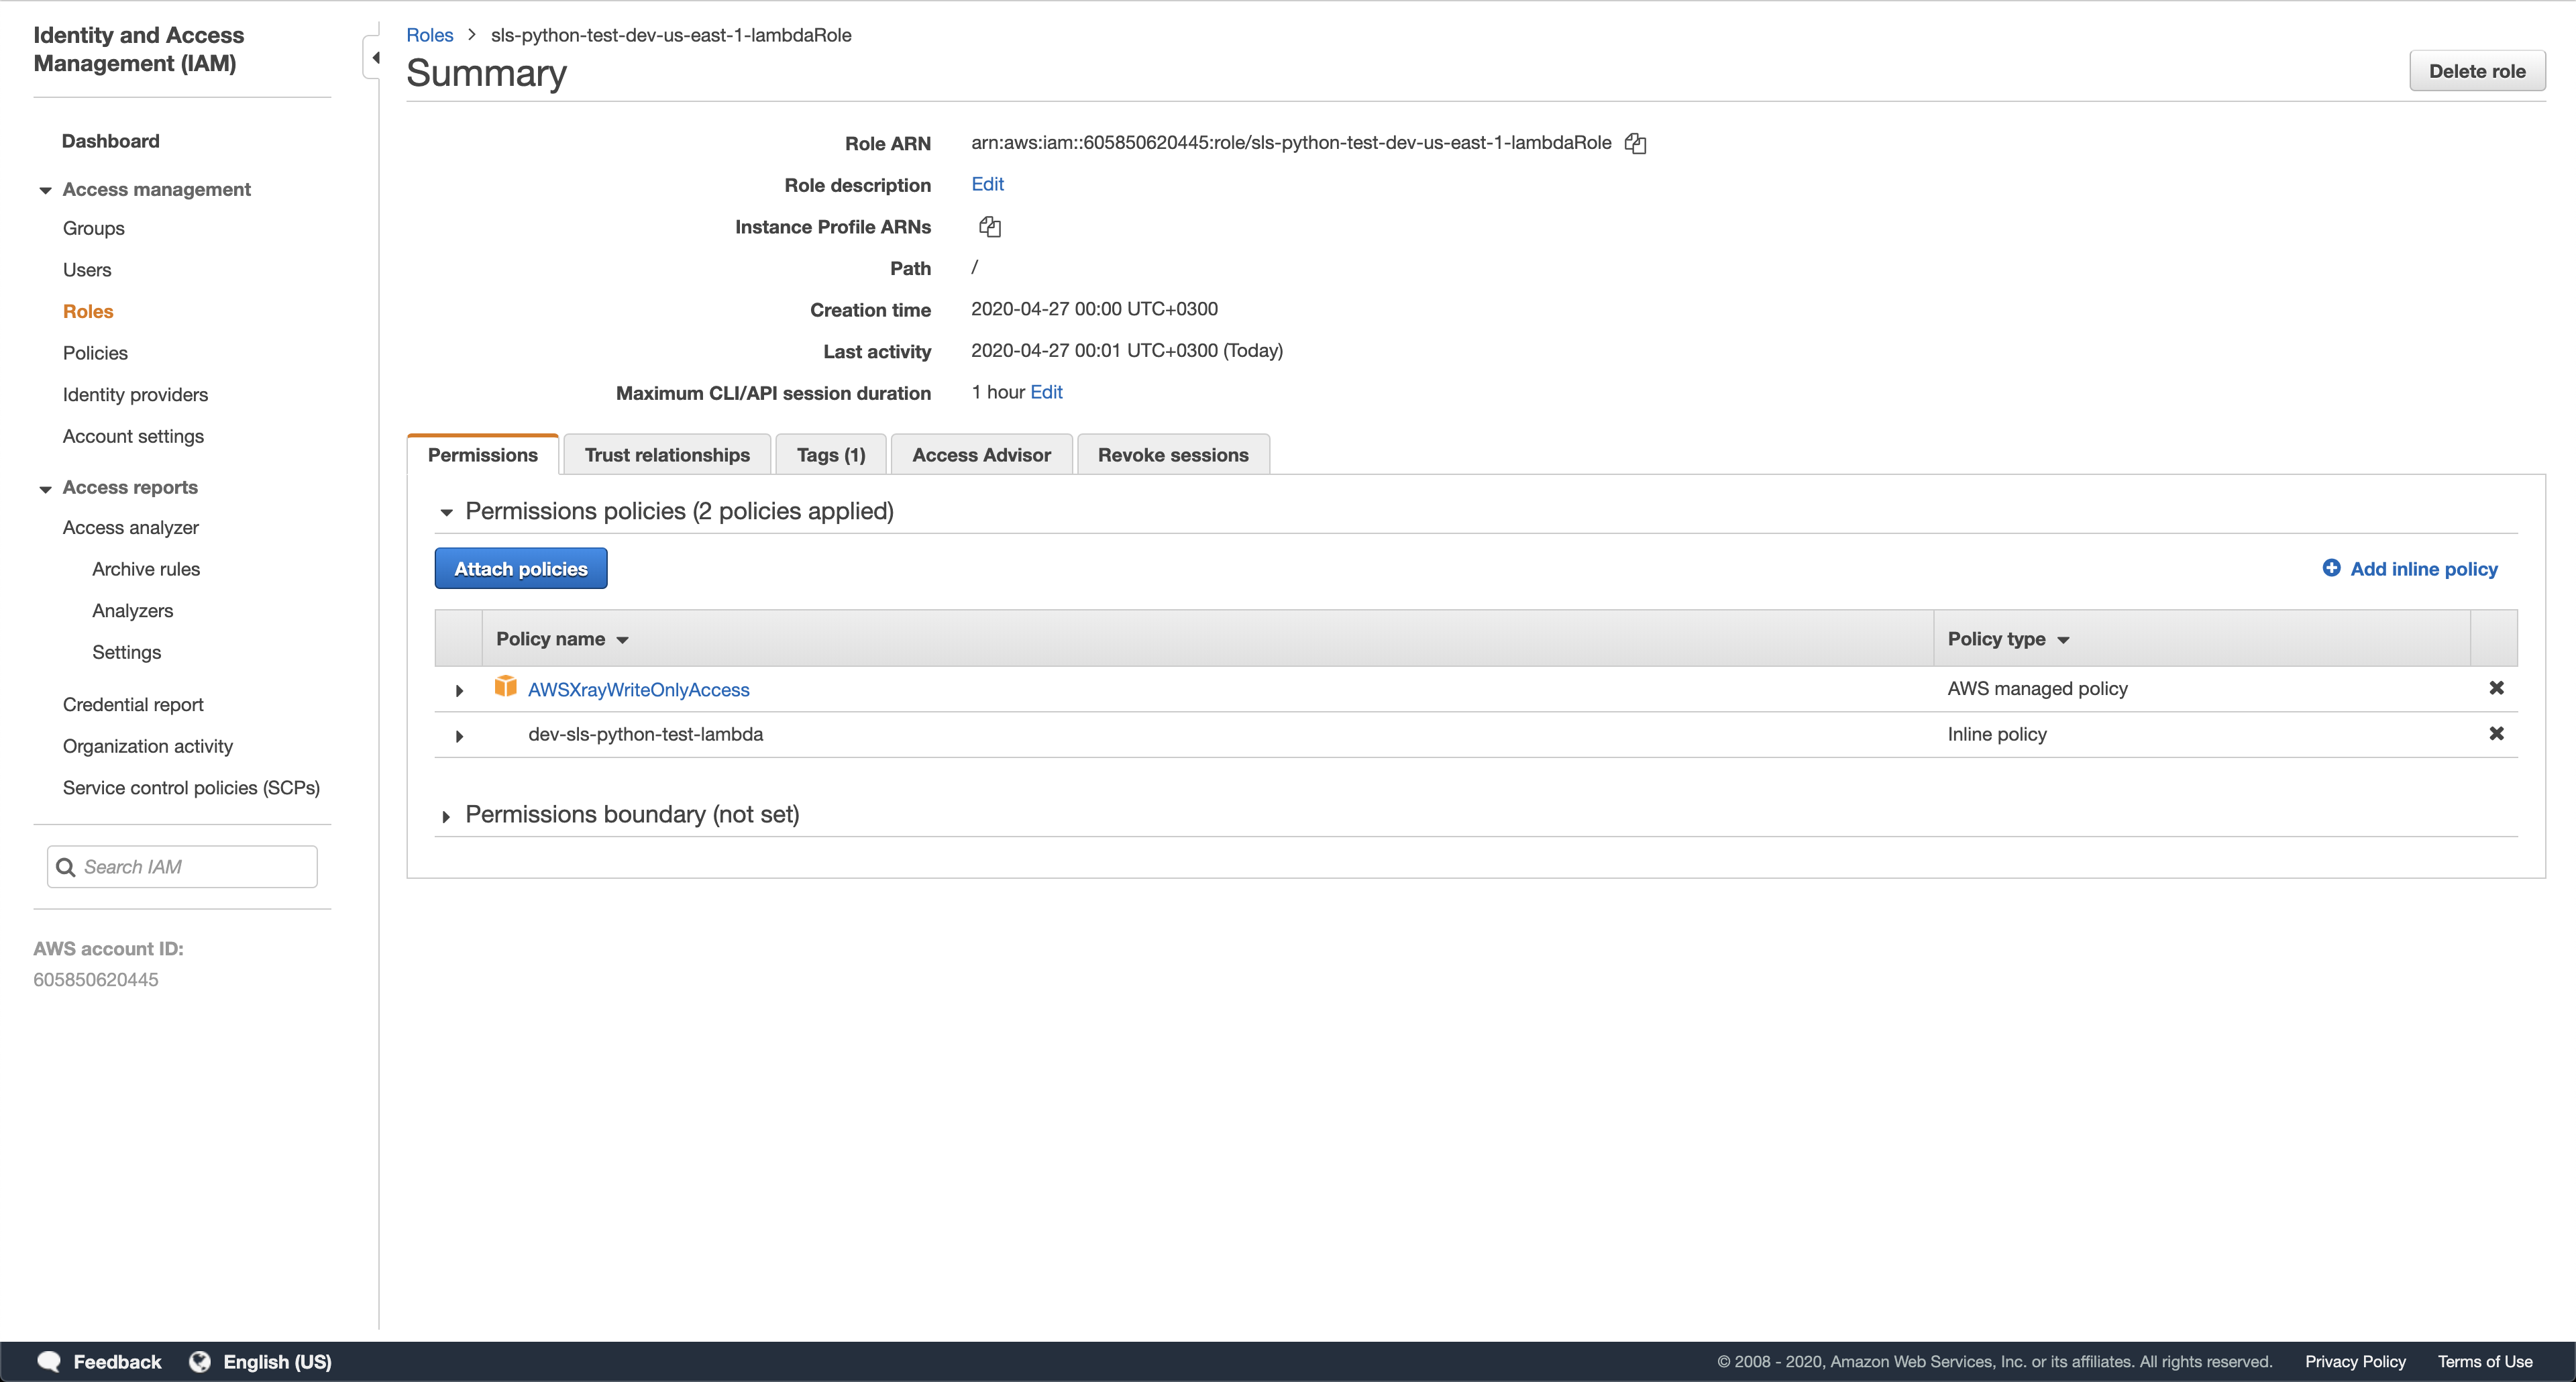 Identity and Access
Management (IAM)
Dashboard
Access management
Groups
Users
Roles
Policies
Identity providers
Account settings
Access reports
Access analyzer
Archive rules
Analyzers
Settings
Credential report
Organization activity
Service control policies (SCPs)
Search IAM
AWS account ID:
605850620445
Roles > sls-python-test-dev-us-east-1-lambdaRole
Summary
Delete role
Role ARN arn:aws:iam::605850620445:role/sls-python-test-dev-us-east-1-lambdaRole
Role description Edit
Instance Profile ARNs
Path /
Creation time 2020-04-27 00:00 UTC+0300
Last activity 2020-04-27 00:01 UTC+0300 (Today)
Maximum CLI/API session duration 1 hour Edit
Permissions Trust relationships Tags (1) Access Advisor Revoke sessions
Permissions policies (2 policies applied)
Attach policies Add inline policy
Policy name Policy type
AWSXrayWriteOnlyAccess AWS managed policy
dev-sls-python-test-lambda Inline policy
Permissions boundary (not set)
Feedback English (US) © 2008 - 2020, Amazon Web Services, Inc. or its affiliates. All rights reserved. Privacy Policy Terms of Use